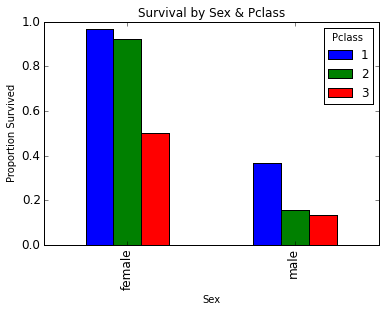 Survival by Sex & Pclass
Pclass
1
2
3
Proportion Survived
1.0
0.8
0.6
0.4
0.2
0.0
female
male
Sex